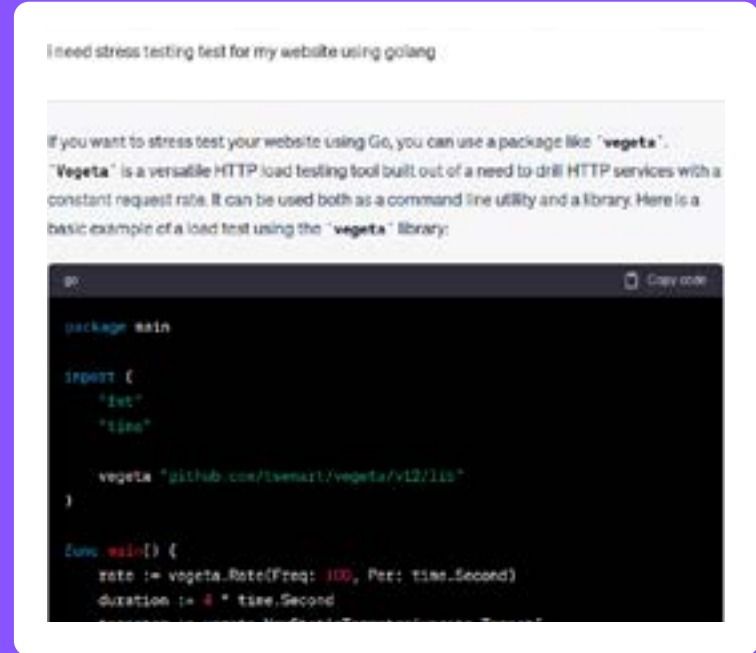 i need stress testing test for my website using golang
If you want to stress test your website using Go, you can use a package like `vegeta`.
`Vegeta` is a versatile HTTP load testing tool built out of a need to drill HTTP services with a
constant request rate. It can be used both as a command line utility and a library. Here is a
basic example of a load test using the `vegeta` library:
go Copy code
package main
import (
"fmt"
"time"
vegeta "github.com/tsenart/vegeta/v12/lib"
)
func main() {
rate := vegeta.Rate{Freq: 100, Per: time.Second}
duration := 4 * time.Second